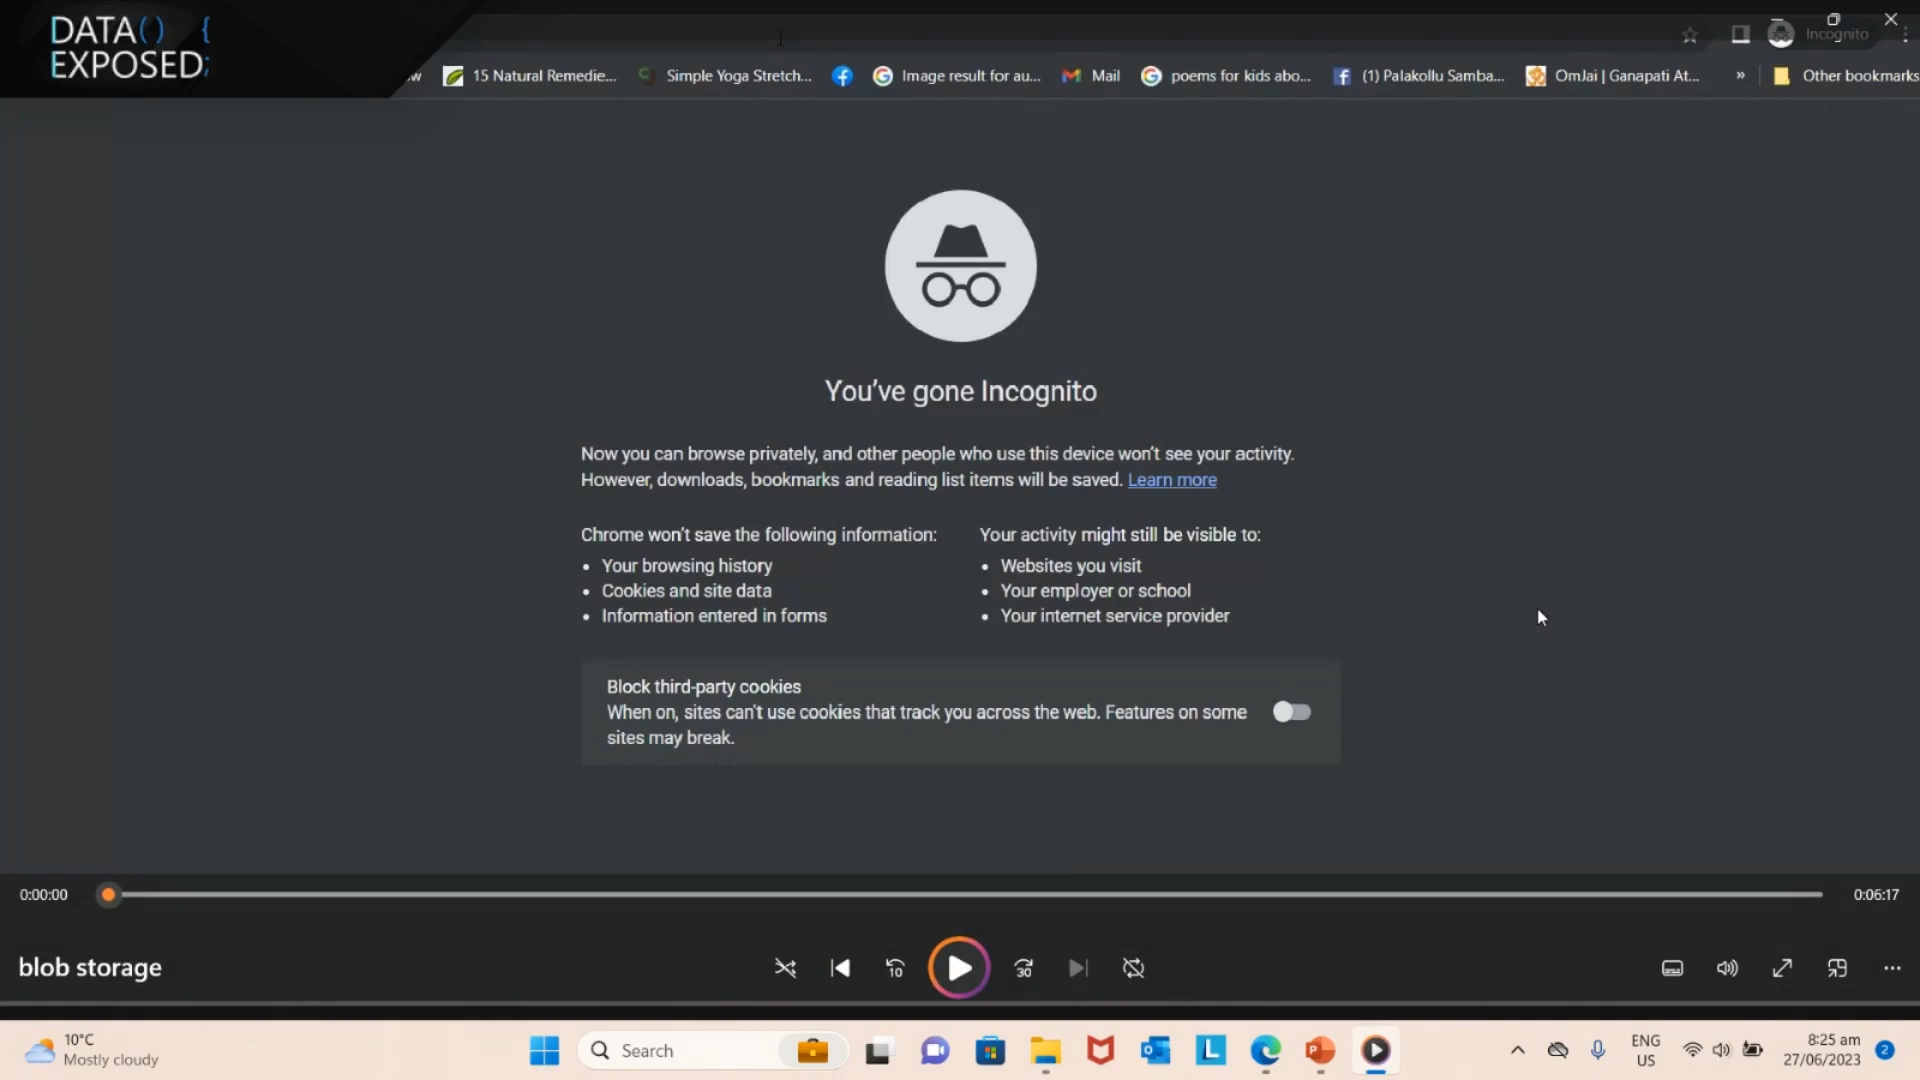 DATA() {
EXPOSED;
Incognito
15 Natural Remedie...
Simple Yoga Stretch...
Image result for au...
Mail
poems for kids abo...
(1) Palakollu Samba...
OmJai | Ganapati At...
»
Other bookmarks
You've gone Incognito
Now you can browse privately, and other people who use this device won't see your activity.
However, downloads, bookmarks and reading list items will be saved. Learn more
Chrome won't save the following information:
• Your browsing history
• Cookies and site data
• Information entered in forms
Your activity might still be visible to:
• Websites you visit
• Your employer or school
• Your internet service provider
Block third-party cookies
When on, sites can't use cookies that track you across the web. Features on some
sites may break.
0:00:00
0:06:17
blob storage
10
30
10°C
Mostly cloudy
Search
ENG
US
8:25 am
27/06/2023
2